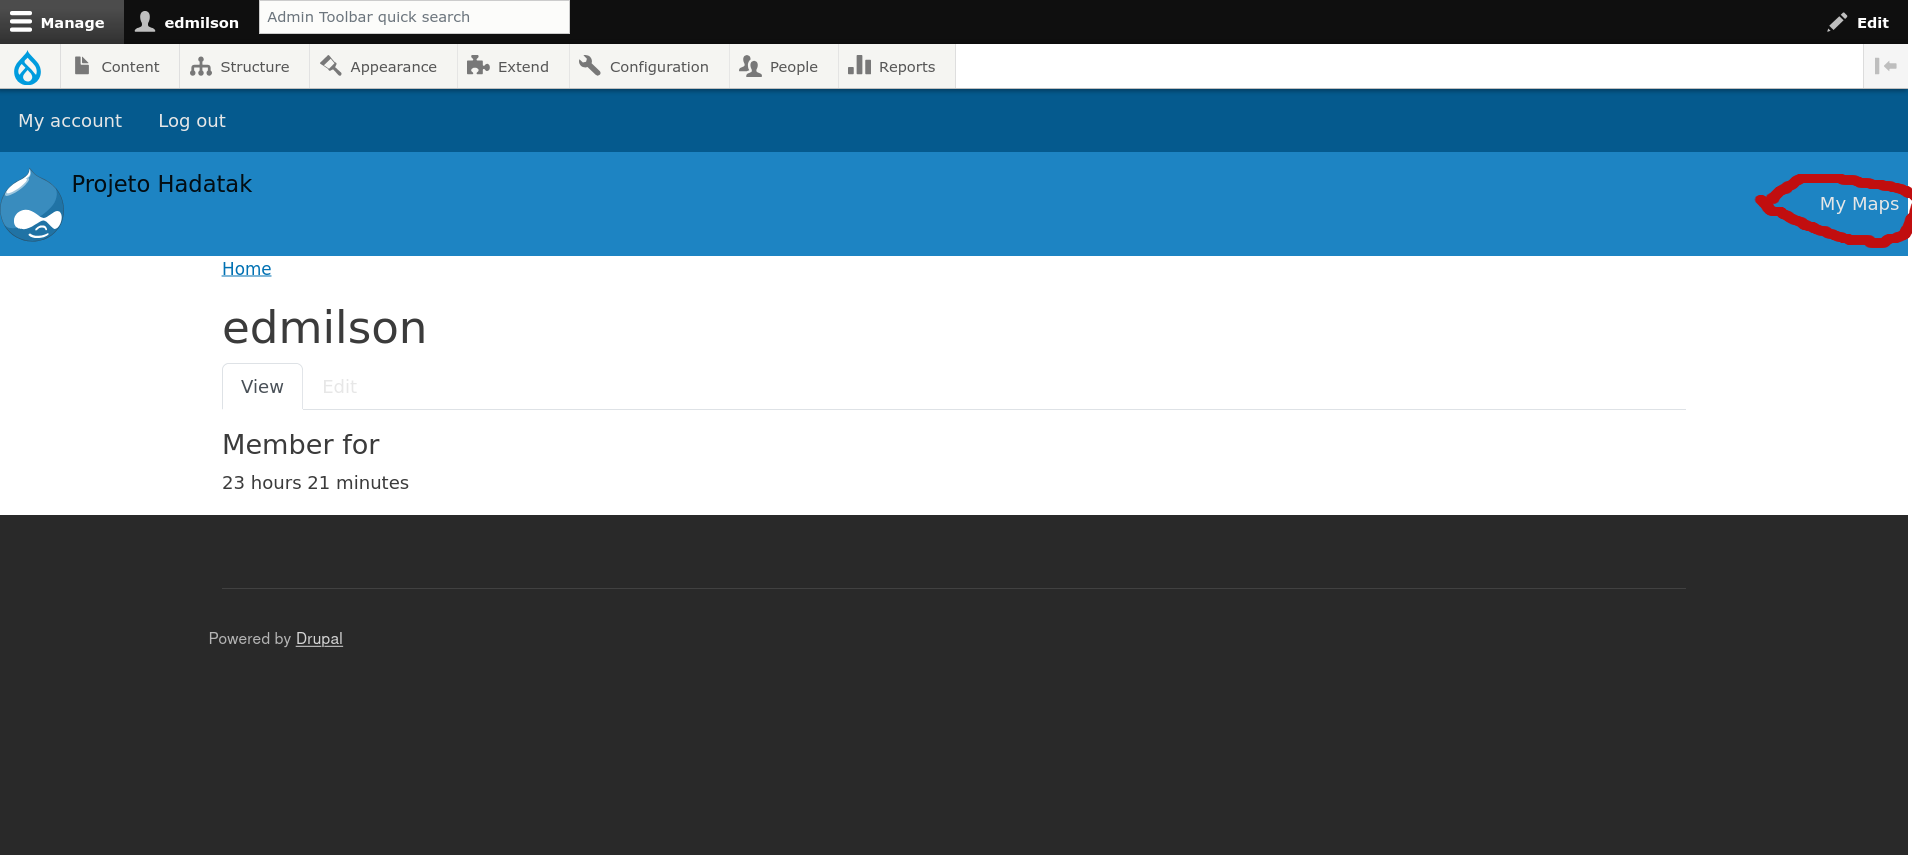 Manage edmilson Admin Toolbar quick search Edit
Content Structure Appearance Extend Configuration People Reports
My account Log out
Projeto Hadatak
My Maps
Home
edmilson
View Edit
Member for
23 hours 21 minutes
Powered by Drupal